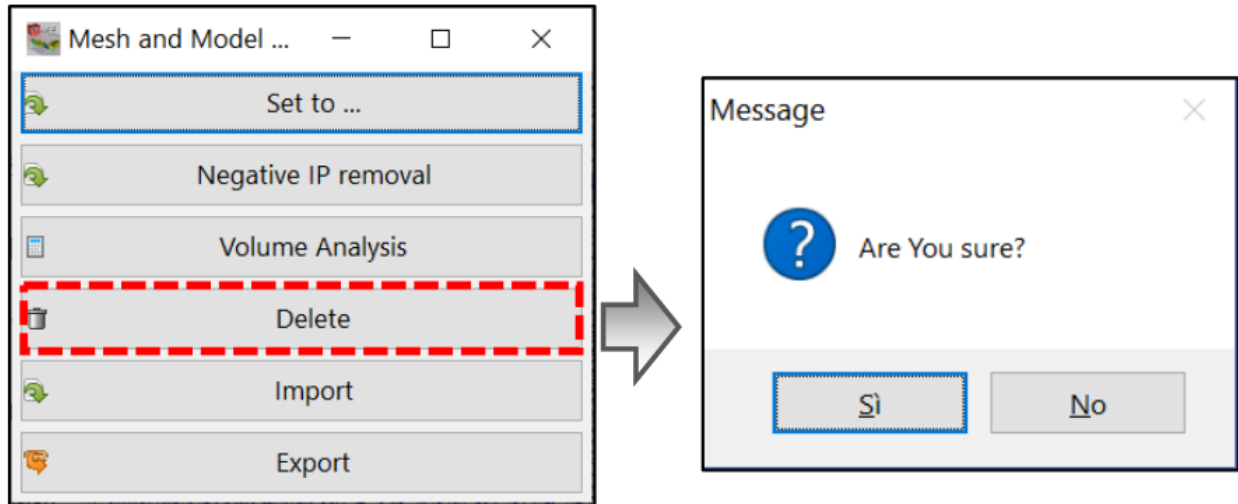 Mesh and Model ...
Set to ...
Negative IP removal
Volume Analysis
Delete
Import
Export
Message
Are You sure?
Sì
No